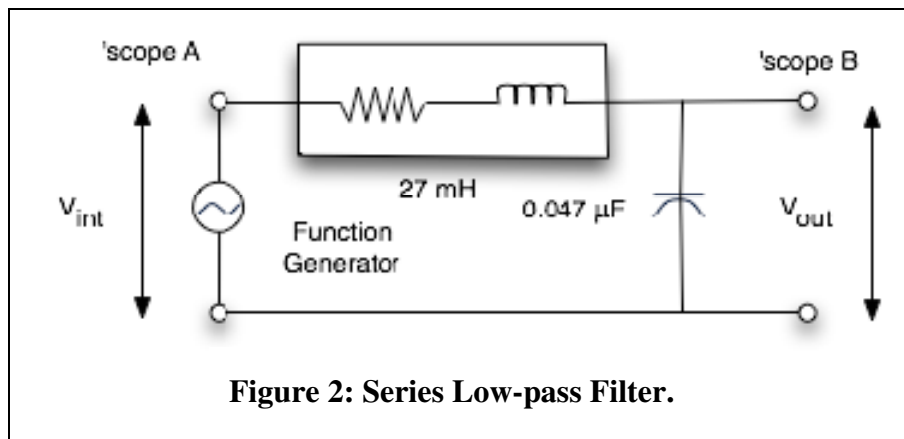 'scope A
'scope B
V_int
27 mH
0.047 µF
V_out
Function
Generator
Figure 2: Series Low-pass Filter.